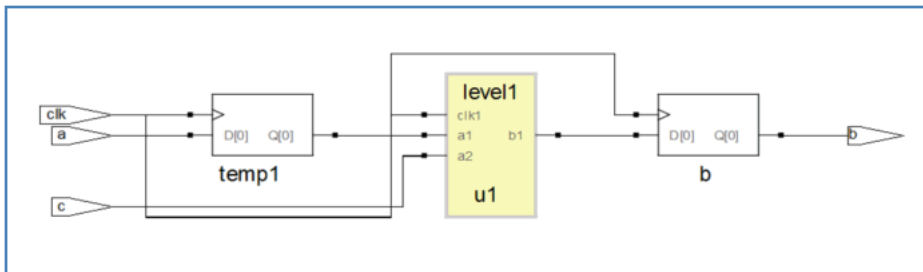 level1
clk
clk1
a
D[0] Q[0]
a1 b1
D[0] Q[0]
b
a2
temp1
u1
b
c